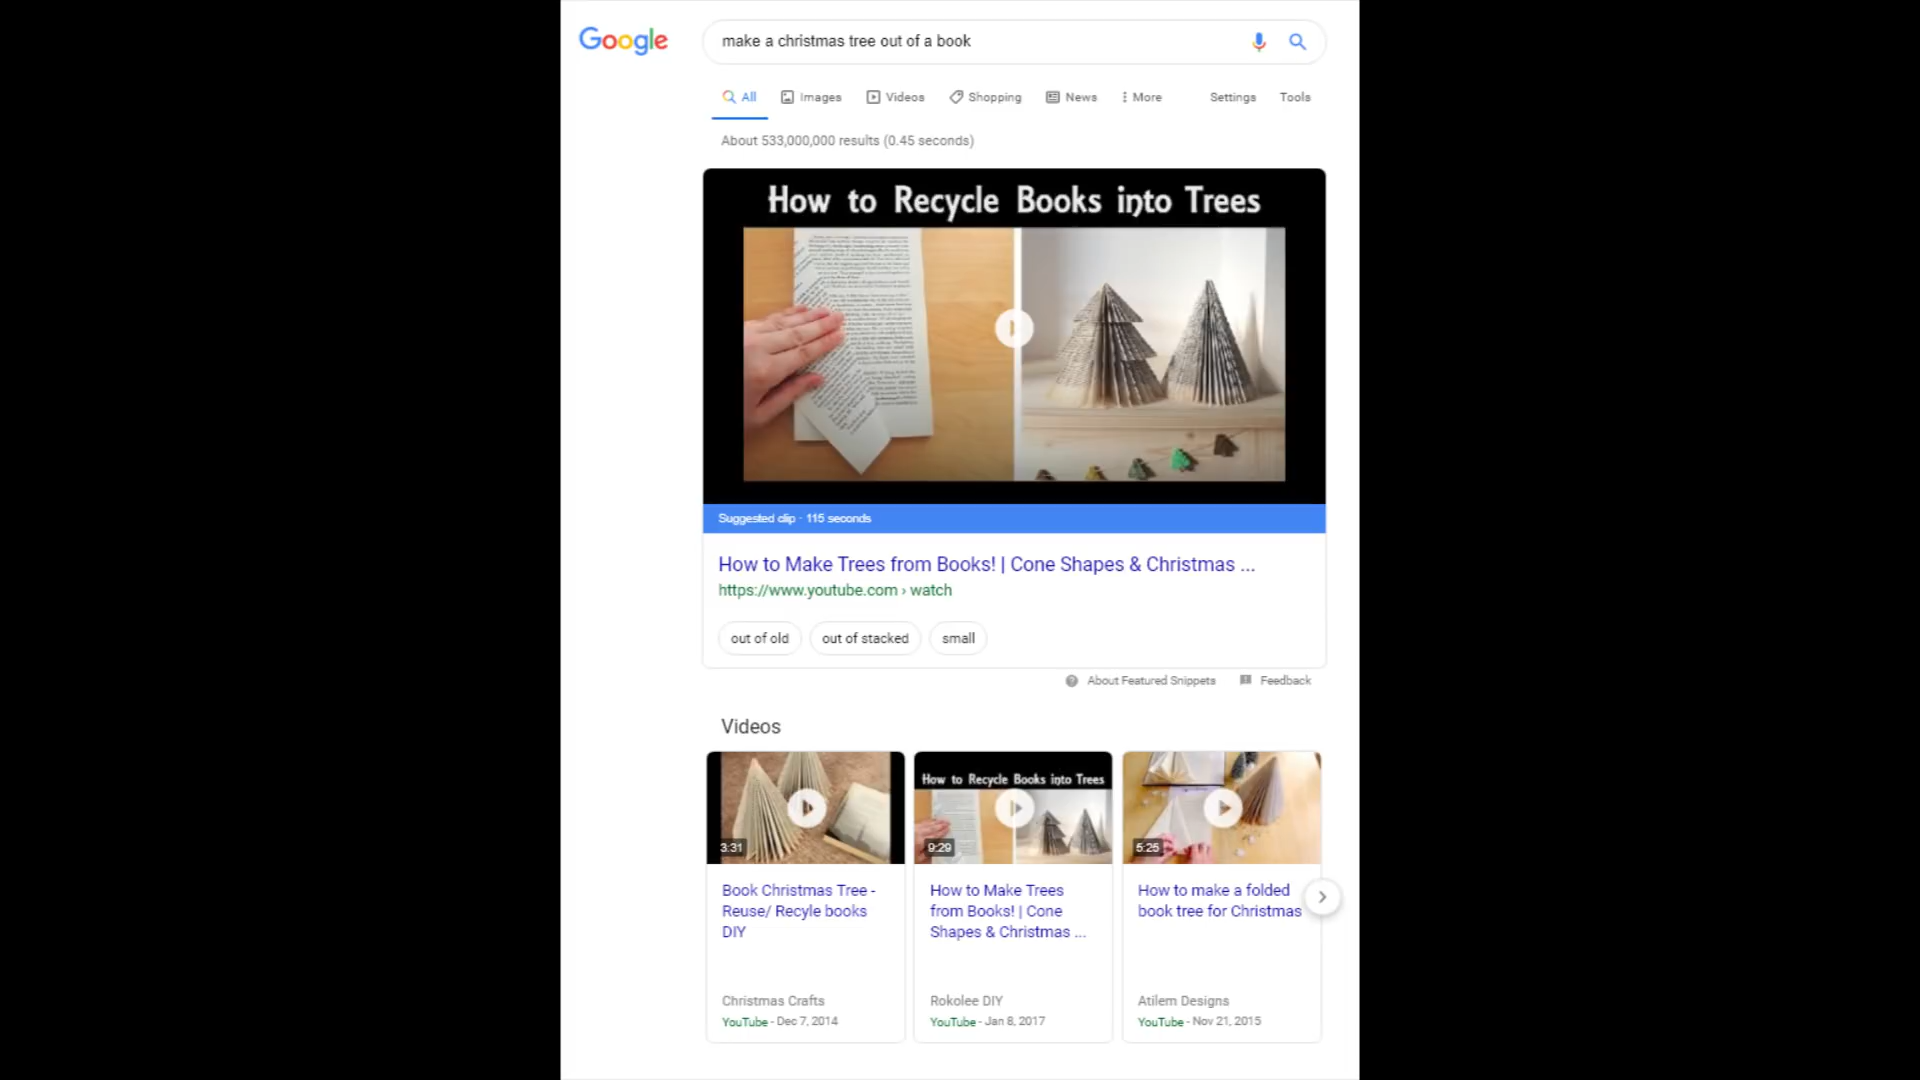 Google
make a christmas tree out of a book
All Images Videos Shopping News More Settings Tools
About 533,000,000 results (0.45 seconds)
How to Recycle Books into Trees
Suggested clip · 115 seconds
How to Make Trees from Books! | Cone Shapes & Christmas ...
https://www.youtube.com › watch
out of old out of stacked small
About Featured Snippets Feedback
Videos
How to Recycle Books into Trees
3:31 9:29 5:25
Book Christmas Tree -
Reuse/ Recyle books
DIY
Christmas Crafts
YouTube - Dec 7, 2014
How to Make Trees
from Books! | Cone
Shapes & Christmas ...
Rokolee DIY
YouTube - Jan 8, 2017
How to make a folded
book tree for Christmas
Atilem Designs
YouTube - Nov 21, 2015